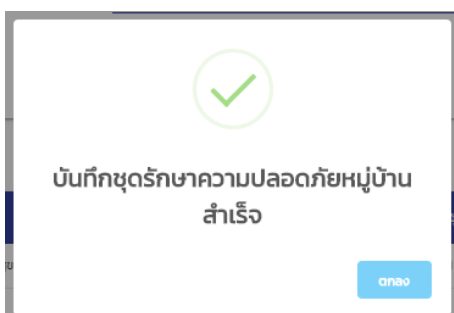 บันทึกชุดรักษาความปลอดภัยหมู่บ้าน
สำเร็จ
ตกลง